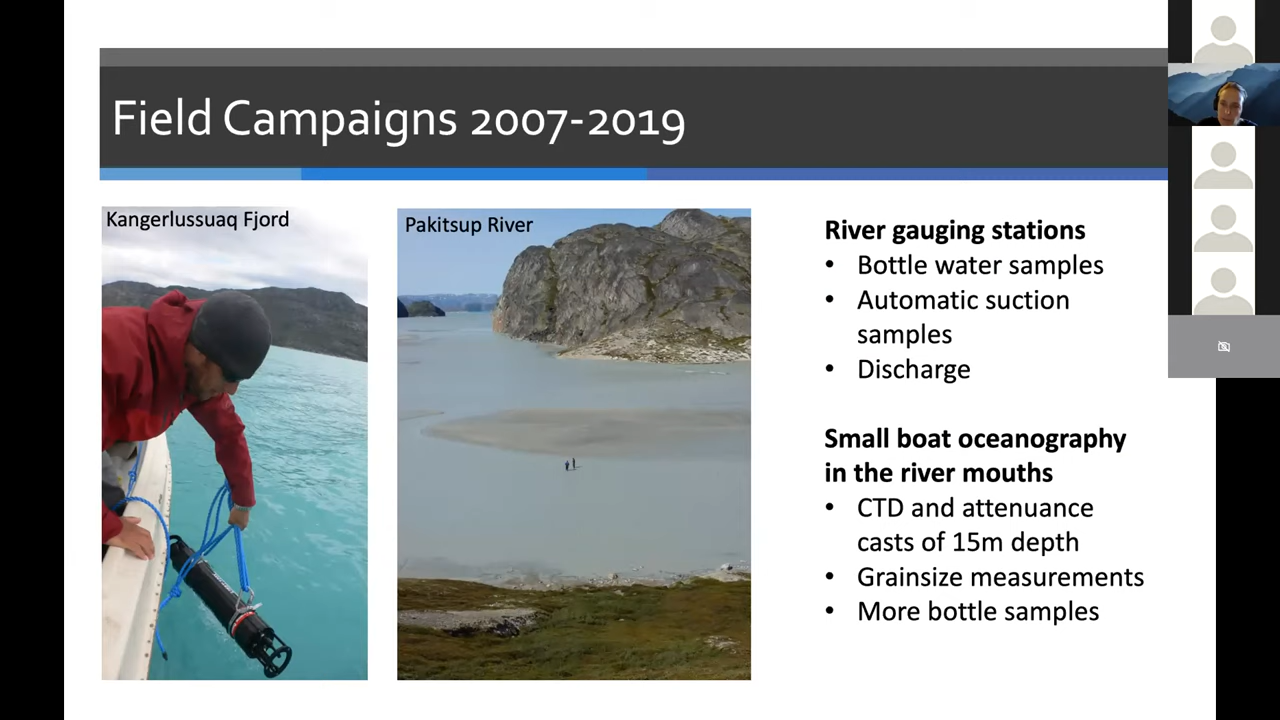 Field Campaigns 2007-2019
Kangerlussuaq Fjord
Pakitsup River
River gauging stations
• Bottle water samples
• Automatic suction
samples
• Discharge
Small boat oceanography
in the river mouths
• CTD and attenuance
casts of 15m depth
• Grainsize measurements
• More bottle samples